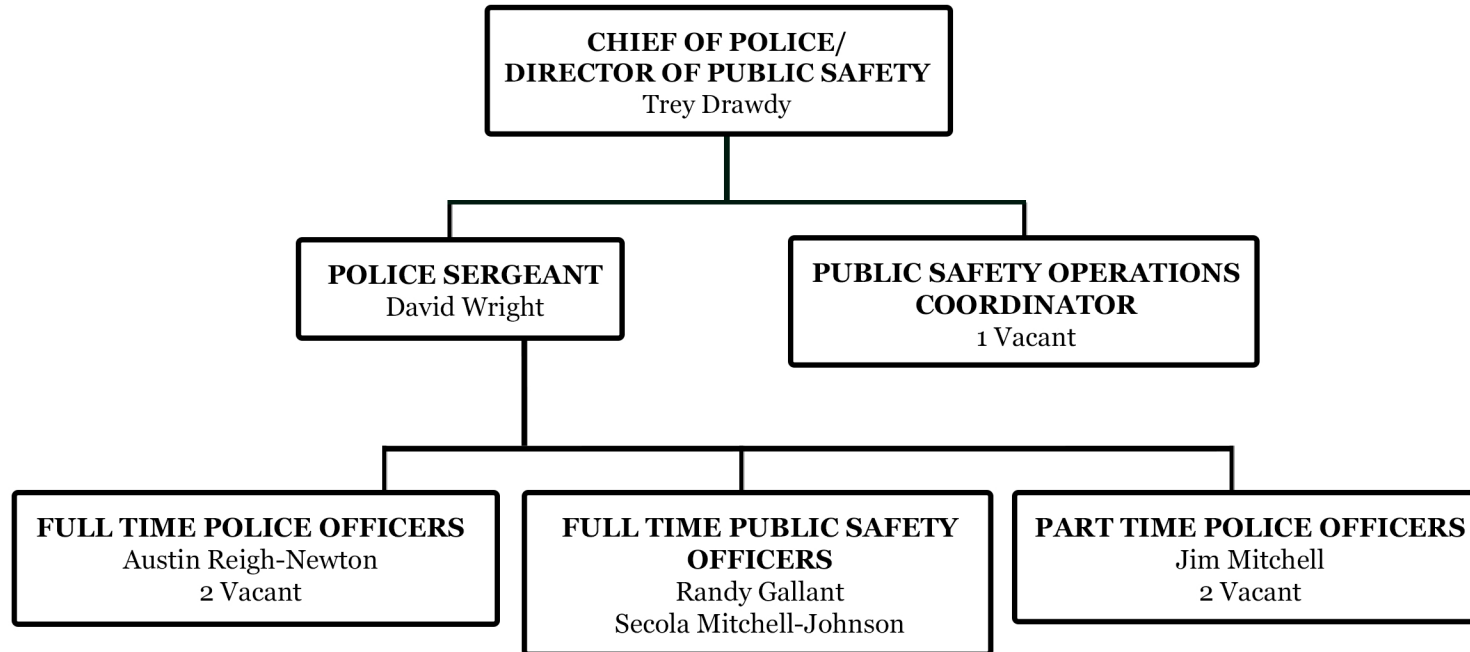 CHIEF OF POLICE/
DIRECTOR OF PUBLIC SAFETY
Trey Drawdy
POLICE SERGEANT
David Wright
PUBLIC SAFETY OPERATIONS
COORDINATOR
1 Vacant
FULL TIME POLICE OFFICERS
Austin Reigh-Newton
2 Vacant
FULL TIME PUBLIC SAFETY
OFFICERS
Randy Gallant
Secola Mitchell-Johnson
PART TIME POLICE OFFICERS
Jim Mitchell
2 Vacant